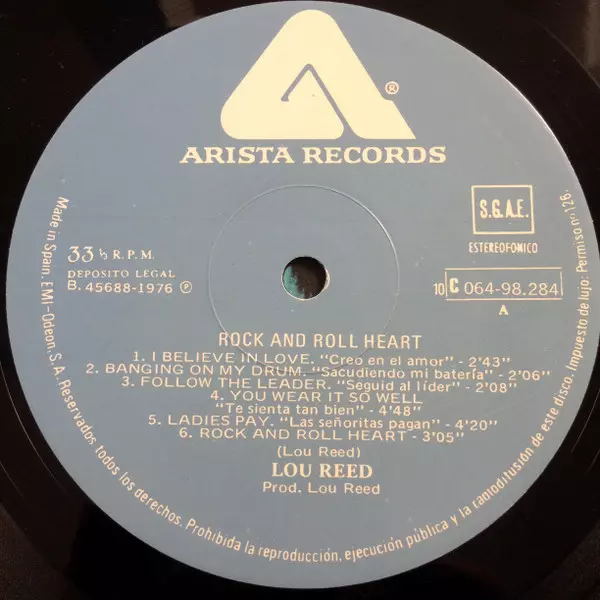 ®
ARISTA RECORDS
S.G.A.E.
ESTEREOFONICO
33 ⅓ R.P.M.
DEPOSITO LEGAL
B. 45688-1976 Ⓟ
10 C 064-98.284
A
ROCK AND ROLL HEART
1. I BELIEVE IN LOVE. "Creo en el amor" - 2'43"
2. BANGING ON MY DRUM. "Sacudiendo mi batería" - 2'06"
3. FOLLOW THE LEADER. "Seguid al líder" - 2'08"
4. YOU WEAR IT SO WELL
"Te sienta tan bien" - 4'48"
5. LADIES PAY. "Las señoritas pagan" - 4'20"
6. ROCK AND ROLL HEART - 3'05"
(Lou Reed)
LOU REED
Prod. Lou Reed
Made in Spain. EMI-Odeon, S. A. Reservados todos los derechos. Prohibida la reproducción, ejecución pública y la radiodifusión de este disco. Impuesto de lujo: Permiso nº 126.